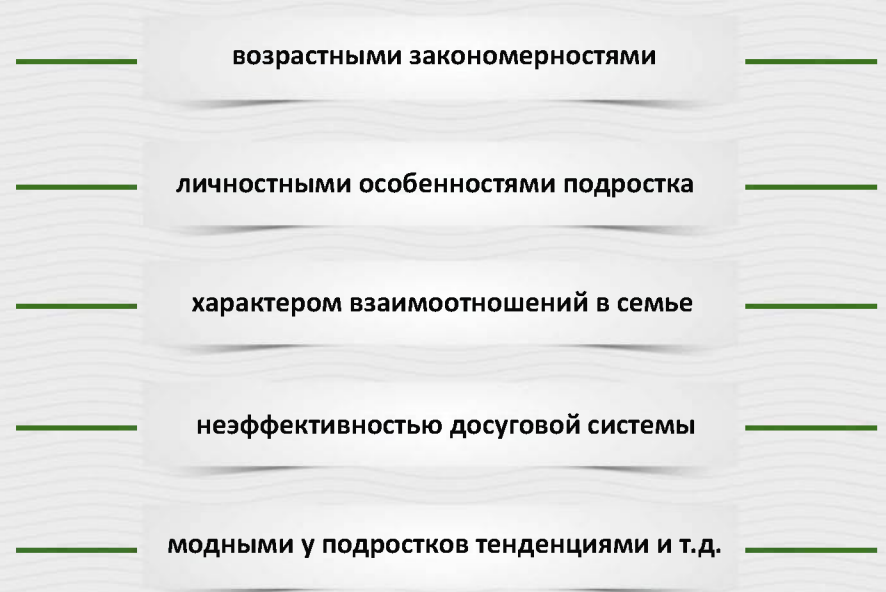 возрастными закономерностями
личностными особенностями подростка
характером взаимоотношений в семье
неэффективностью досуговой системы
модными у подростков тенденциями и т.д.